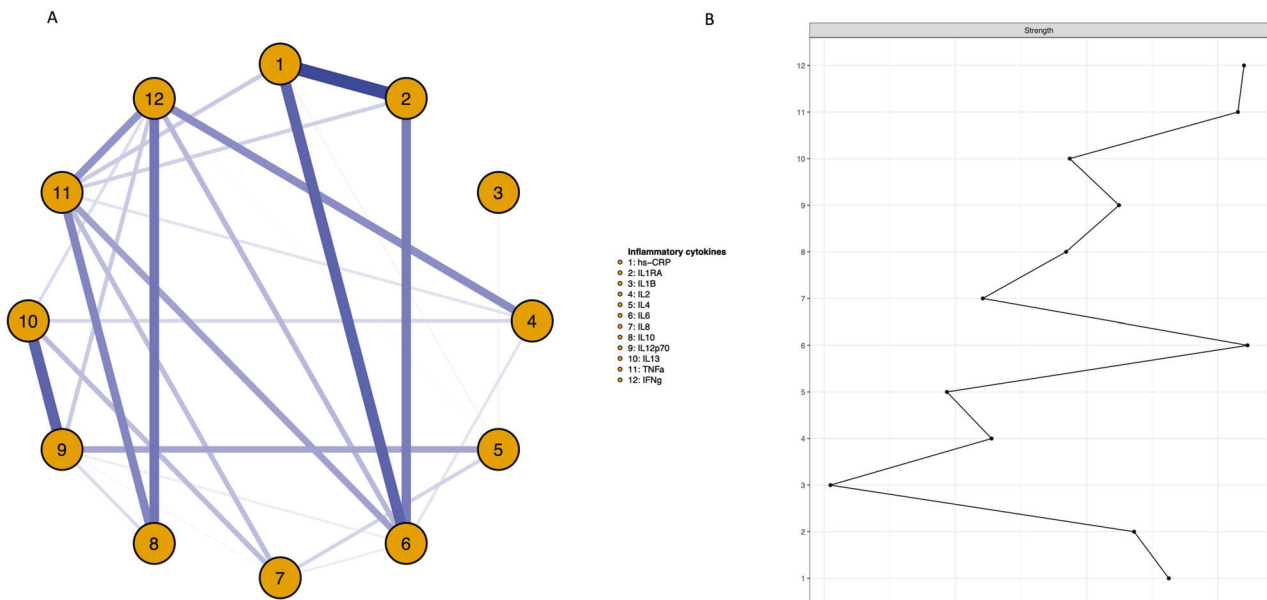 A
B
1
2
3
4
5
6
7
8
9
10
11
12
Inflammatory cytokines
1: hs−CRP
2: IL1RA
3: IL1B
4: IL2
5: IL4
6: IL6
7: IL8
8: IL10
9: IL12p70
10: IL13
11: TNFa
12: IFNg
Strength
12
11
10
9
8
7
6
5
4
3
2
1